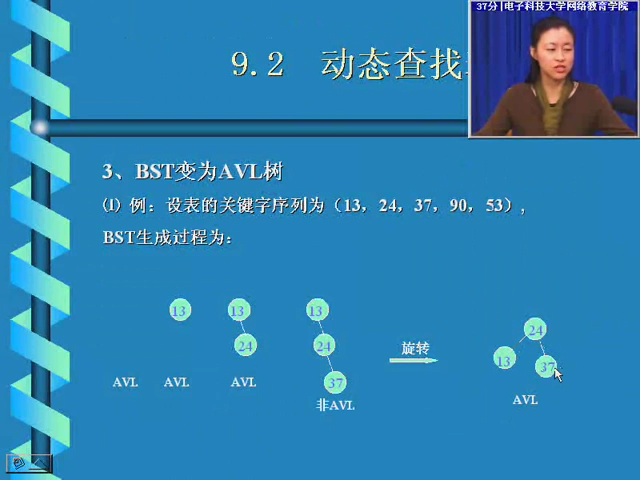 37分|电子科技大学网络教育学院
9.2 动态查找
3、BST变为AVL树
⑴ 例：设表的关键字序列为（13，24，37，90，53），
BST生成过程为：
13 13 13
24 24 24
旋转
13 37
37
AVL AVL AVL 非AVL AVL